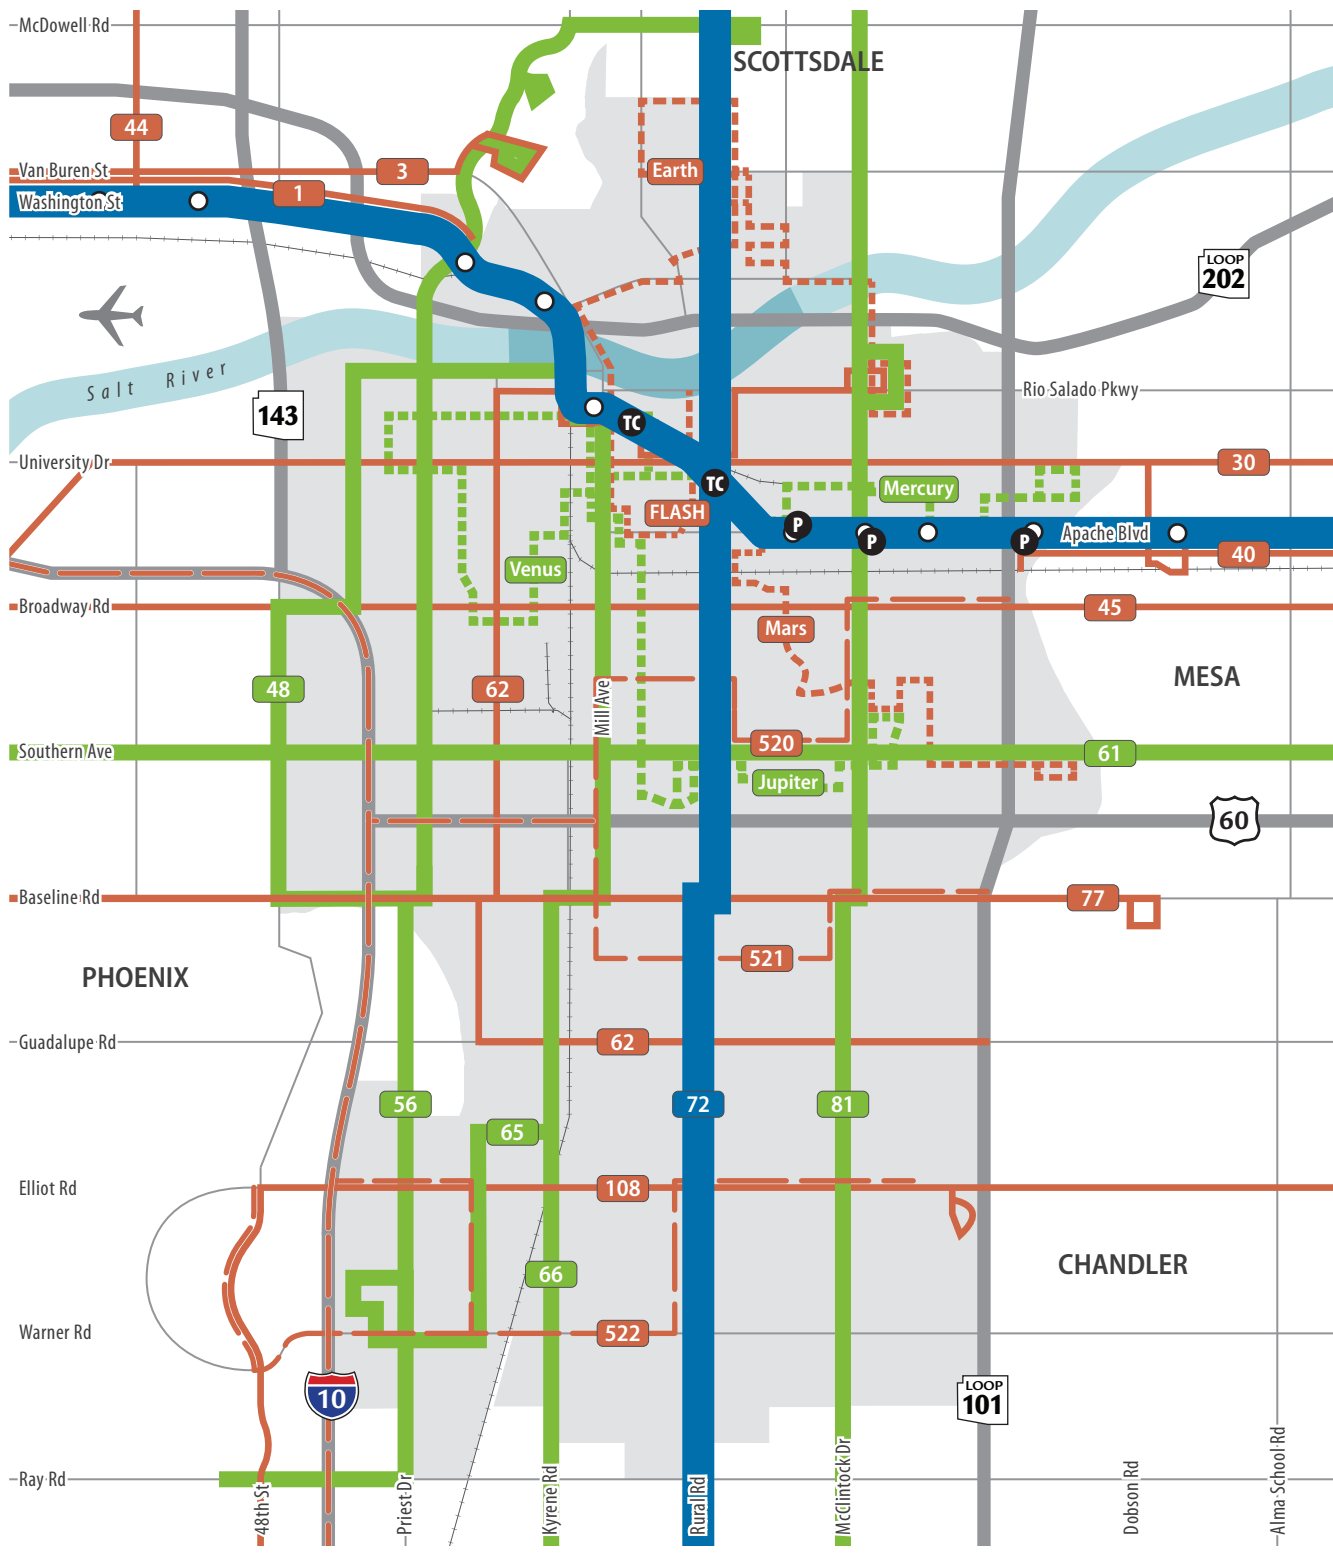 McDowell Rd
SCOTTSDALE
44
Van Buren St
3
Earth
1
Washington St
LOOP
202
Salt River
143
Rio Salado Pkwy
TC
University Dr
30
TC
Mercury
FLASH
P
P
P
Apache Blvd
40
Venus
Broadway Rd
45
Mars
MESA
48
62
Mill Ave
Southern Ave
520
61
Jupiter
60
Baseline Rd
77
521
PHOENIX
Guadalupe Rd
62
56
72
81
65
Elliot Rd
108
66
CHANDLER
Warner Rd
522
10
LOOP
101
Ray Rd
48th St
Priest Dr
Kyrene Rd
Rural Rd
McClintock Dr
Dobson Rd
Alma School Rd